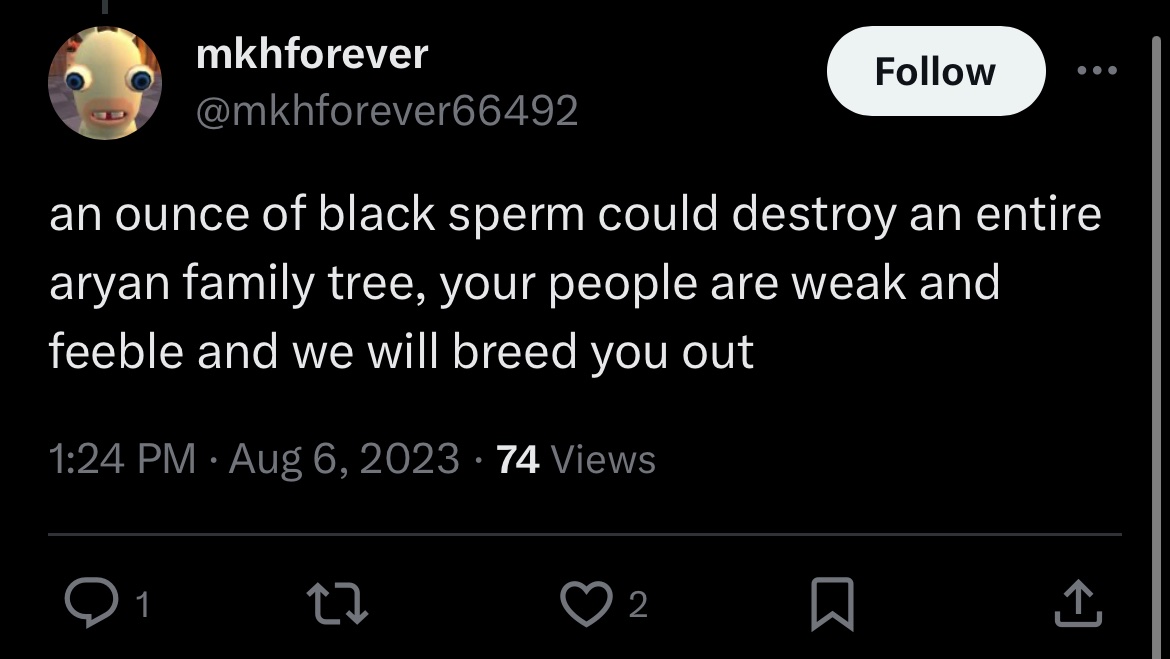 mkhforever
Follow
@mkhforever66492
an ounce of black sperm could destroy an entire
aryan family tree, your people are weak and
feeble and we will breed you out
1:24 PM · Aug 6, 2023 · 74 Views
1
2